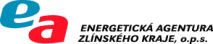 ea
ENERGETICKÁ AGENTURA
ZLÍNSKÉHO KRAJE, o.p.s.